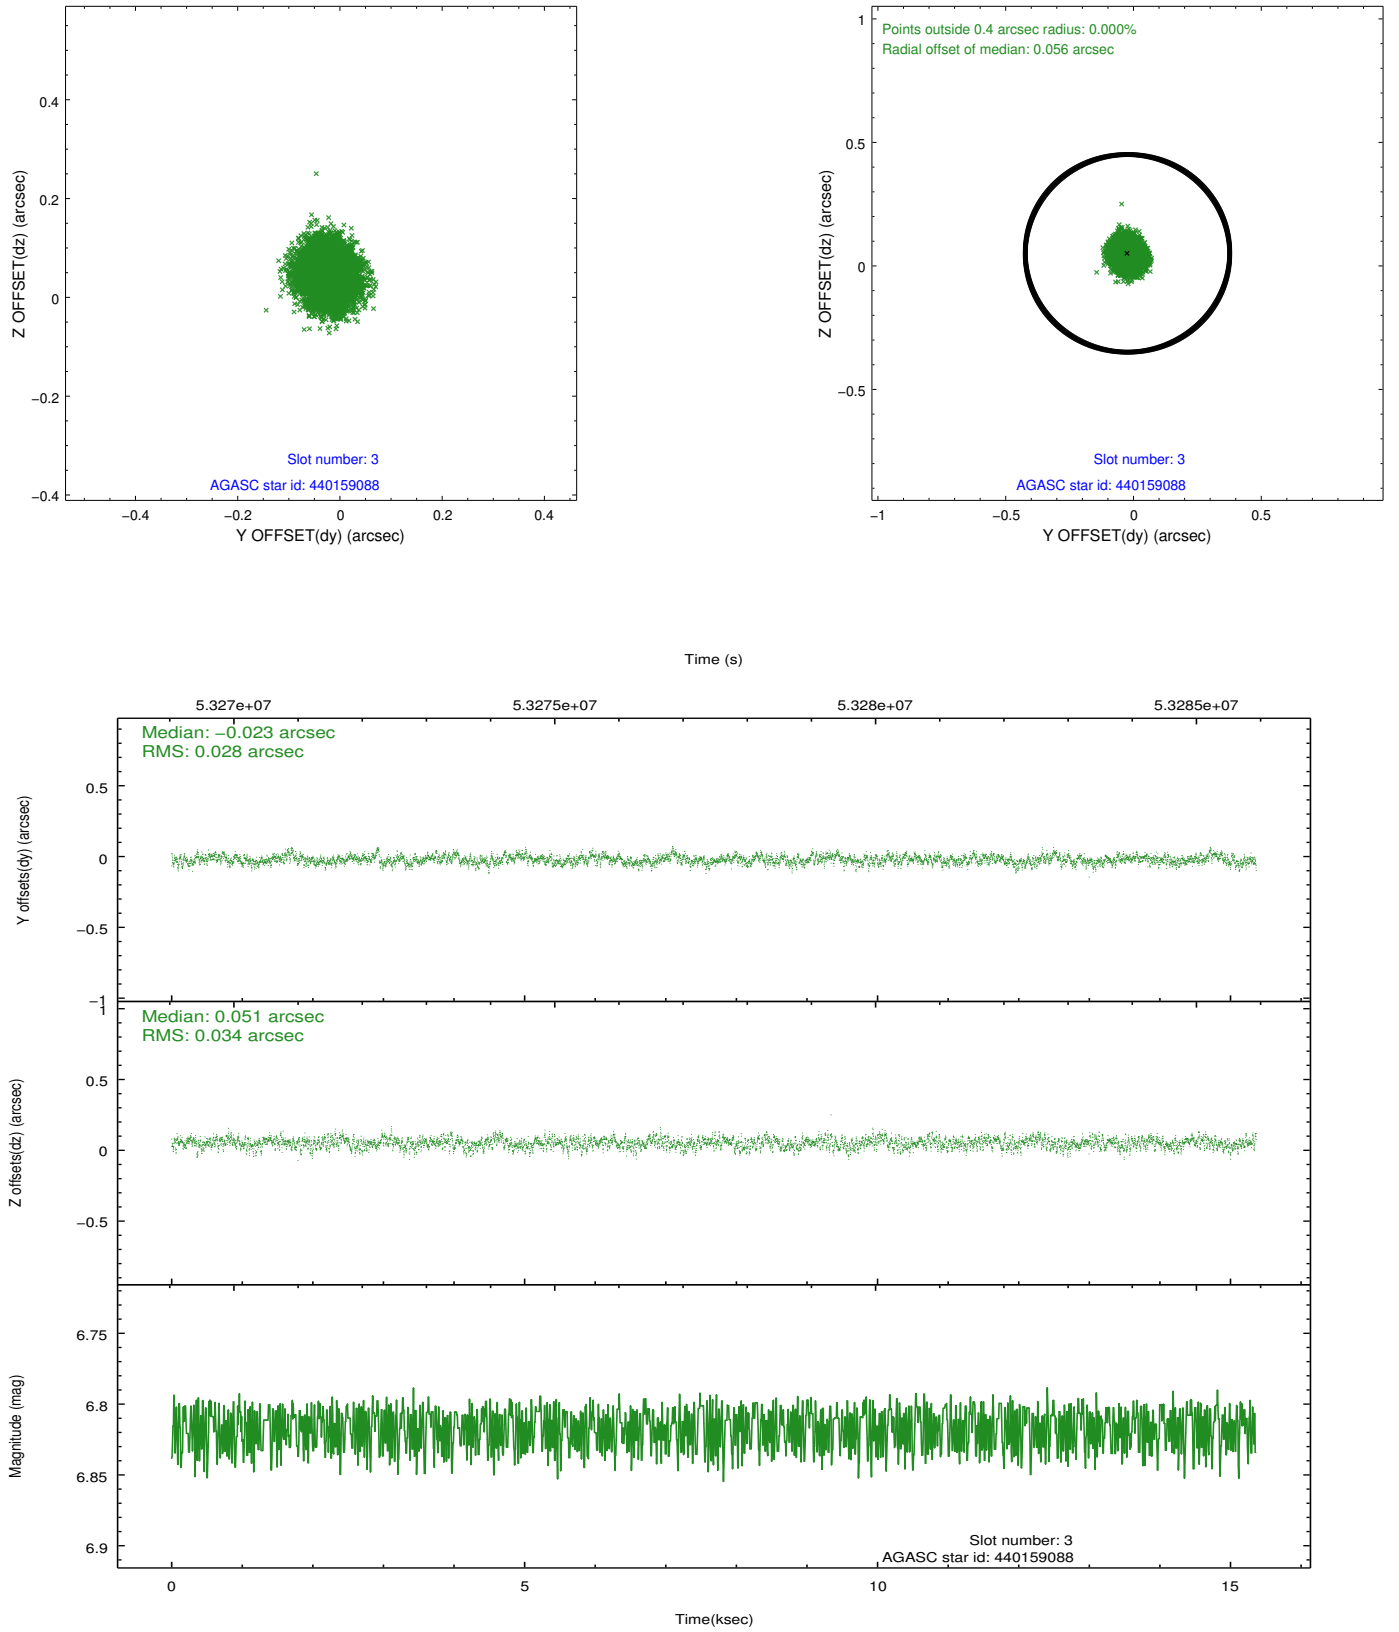 0.4
0.2
0
−0.2
−0.4
Z OFFSET(dz) (arcsec)
Slot number: 3
AGASC star id: 440159088
−0.4
−0.2
0
0.2
0.4
Y OFFSET(dy) (arcsec)
Points outside 0.4 arcsec radius: 0.000%
Radial offset of median: 0.056 arcsec
1
0.5
0
−0.5
Z OFFSET(dz) (arcsec)
Slot number: 3
AGASC star id: 440159088
−1
−0.5
0
0.5
Y OFFSET(dy) (arcsec)
Time (s)
5.327e+07
5.3275e+07
5.328e+07
5.3285e+07
Median: −0.023 arcsec
RMS: 0.028 arcsec
0.5
0
−0.5
−1
Y offsets(dy) (arcsec)
Median: 0.051 arcsec
RMS: 0.034 arcsec
1
0.5
0
−0.5
Z offsets(dz) (arcsec)
6.75
6.8
6.85
6.9
Magnitude (mag)
Slot number: 3
AGASC star id: 440159088
0
5
10
15
Time(ksec)